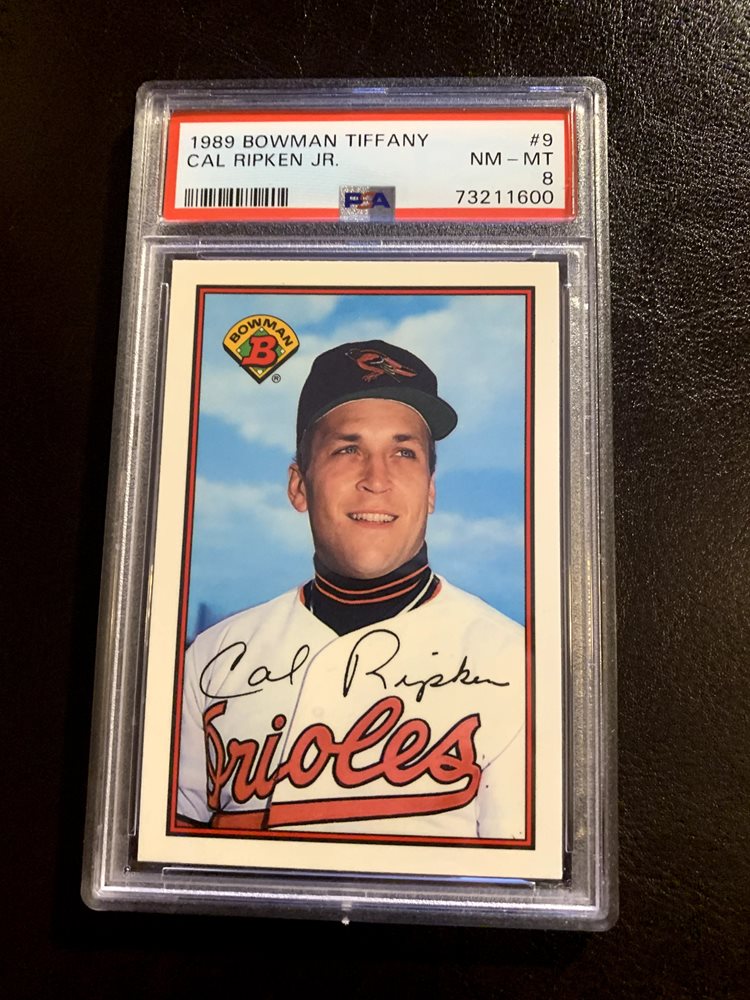 1989 BOWMAN TIFFANY #9
CAL RIPKEN JR. NM - MT
8
PSA 73211600
BOWMAN
B
®
Cal Ripken
Orioles